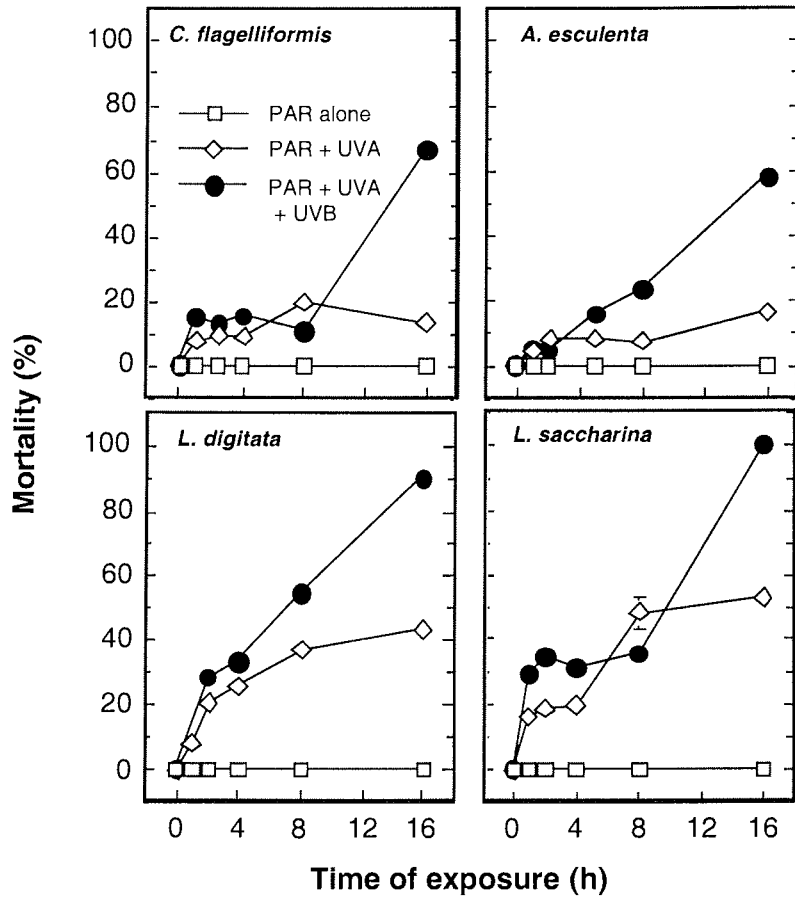 C. flagelliformis
A. esculenta
100
80
60
40
20
0
PAR alone
PAR + UVA
PAR + UVA
+ UVB
L. digitata
L. saccharina
100
80
60
40
20
0
Mortality (%)
0 4 8 12 16
0 4 8 12 16
Time of exposure (h)